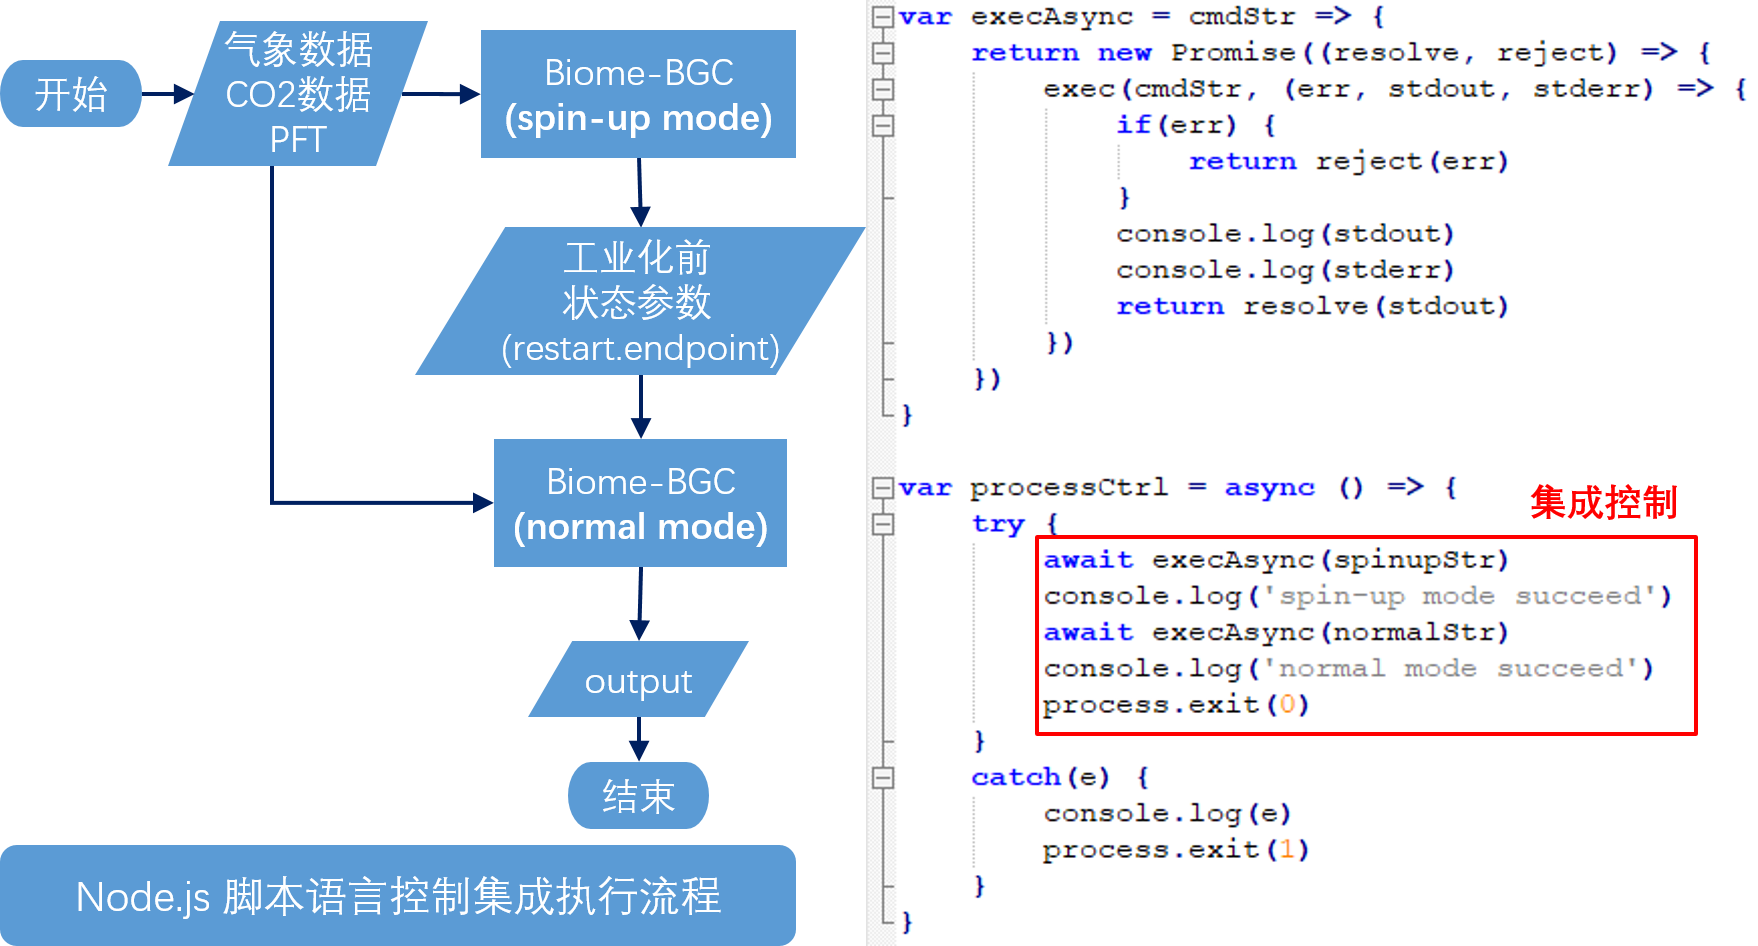 开始
气象数据
CO2数据
PFT
Biome-BGC
(spin-up mode)
工业化前
状态参数
(restart.endpoint)
Biome-BGC
(normal mode)
output
结束
Node.js 脚本语言控制集成执行流程
var execAsync = cmdStr => {
return new Promise((resolve, reject) => {
exec(cmdStr, (err, stdout, stderr) => {
if(err) {
return reject(err)
}
console.log(stdout)
console.log(stderr)
return resolve(stdout)
})
})
}
var processCtrl = async () => {
集成控制
try {
await execAsync(spinupStr)
console.log('spin-up mode succeed')
await execAsync(normalStr)
console.log('normal mode succeed')
process.exit(0)
}
catch(e) {
console.log(e)
process.exit(1)
}
}